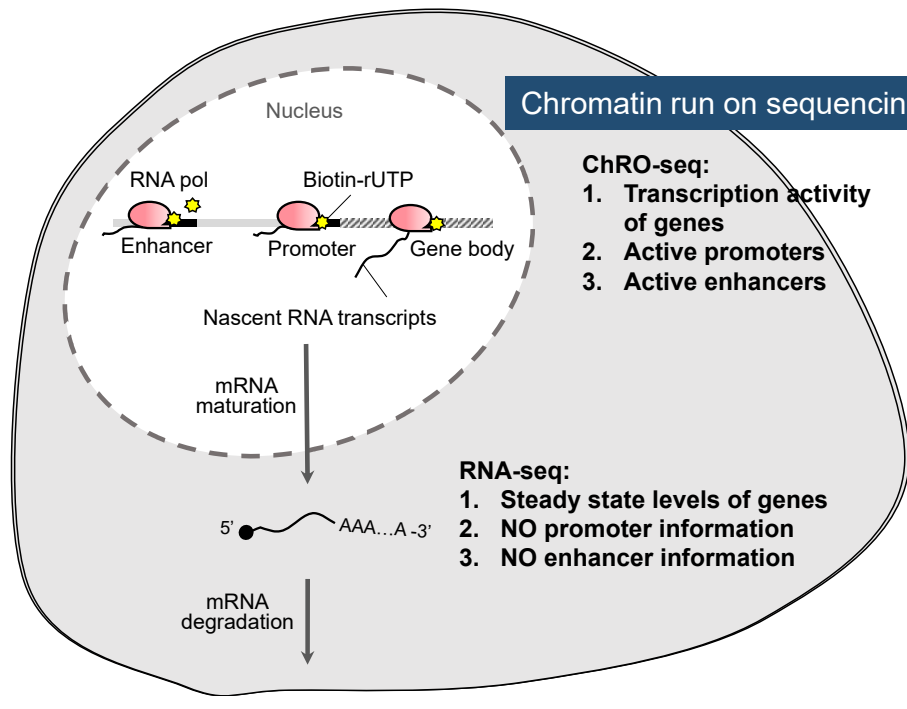 Chromatin run on sequencin
Nucleus
RNA pol
Biotin-rUTP
Enhancer
Promoter
Gene body
Nascent RNA transcripts
ChRO-seq:
1. Transcription activity
of genes
2. Active promoters
3. Active enhancers
mRNA
maturation
RNA-seq:
1. Steady state levels of genes
2. NO promoter information
3. NO enhancer information
5' AAA...A -3'
mRNA
degradation